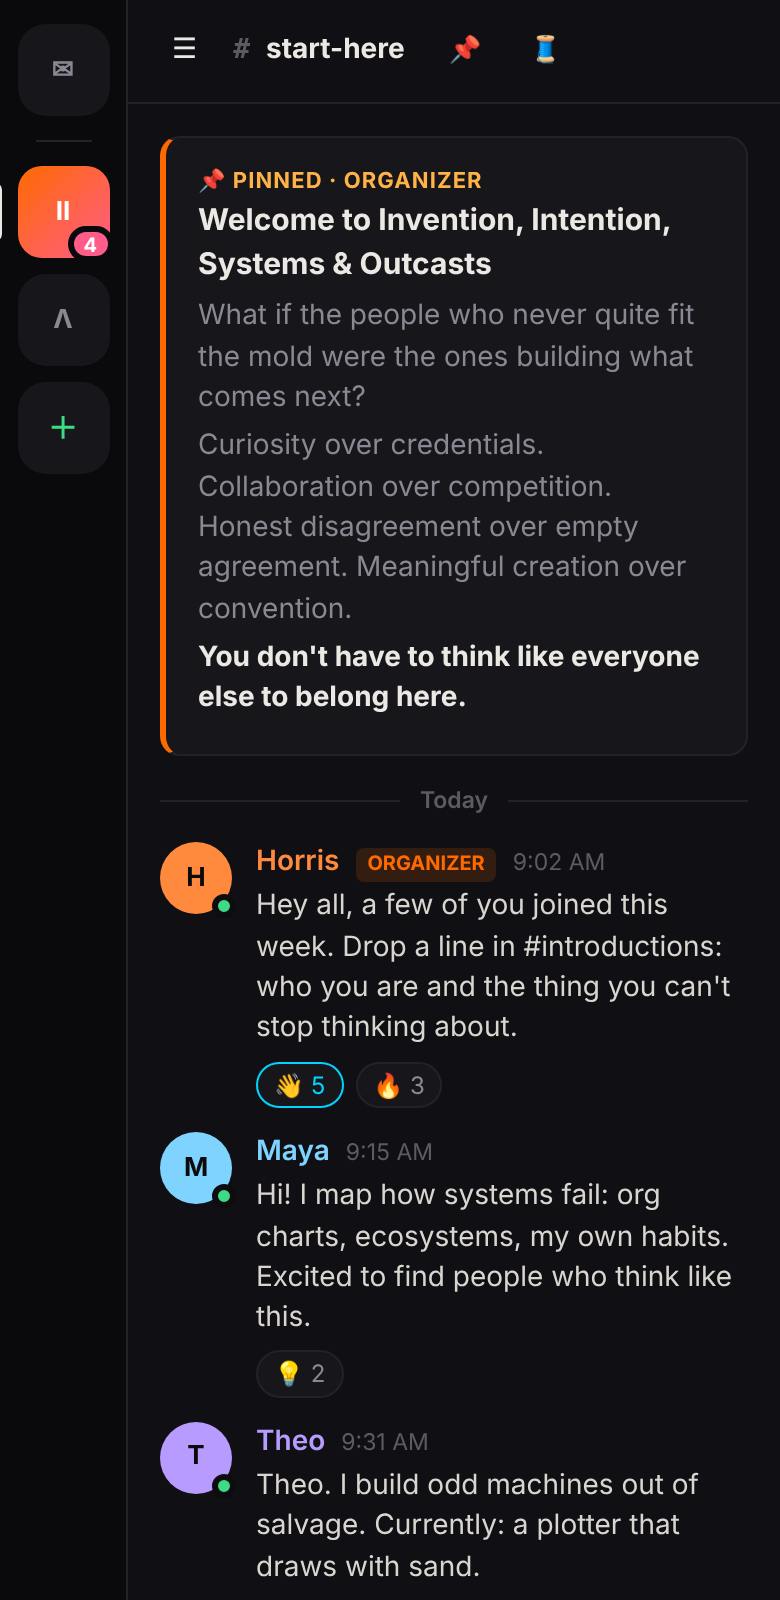 ✉
☰ # start-here 📌 🧵
II
4
Λ
+
📌 PINNED · ORGANIZER
Welcome to Invention, Intention,
Systems & Outcasts
What if the people who never quite fit
the mold were the ones building what
comes next?
Curiosity over credentials.
Collaboration over competition.
Honest disagreement over empty
agreement. Meaningful creation over
convention.
You don't have to think like everyone
else to belong here.
Today
H
Horris ORGANIZER 9:02 AM
Hey all, a few of you joined this
week. Drop a line in #introductions:
who you are and the thing you can't
stop thinking about.
👋 5 🔥 3
M
Maya 9:15 AM
Hi! I map how systems fail: org
charts, ecosystems, my own habits.
Excited to find people who think like
this.
💡 2
T
Theo 9:31 AM
Theo. I build odd machines out of
salvage. Currently: a plotter that
draws with sand.